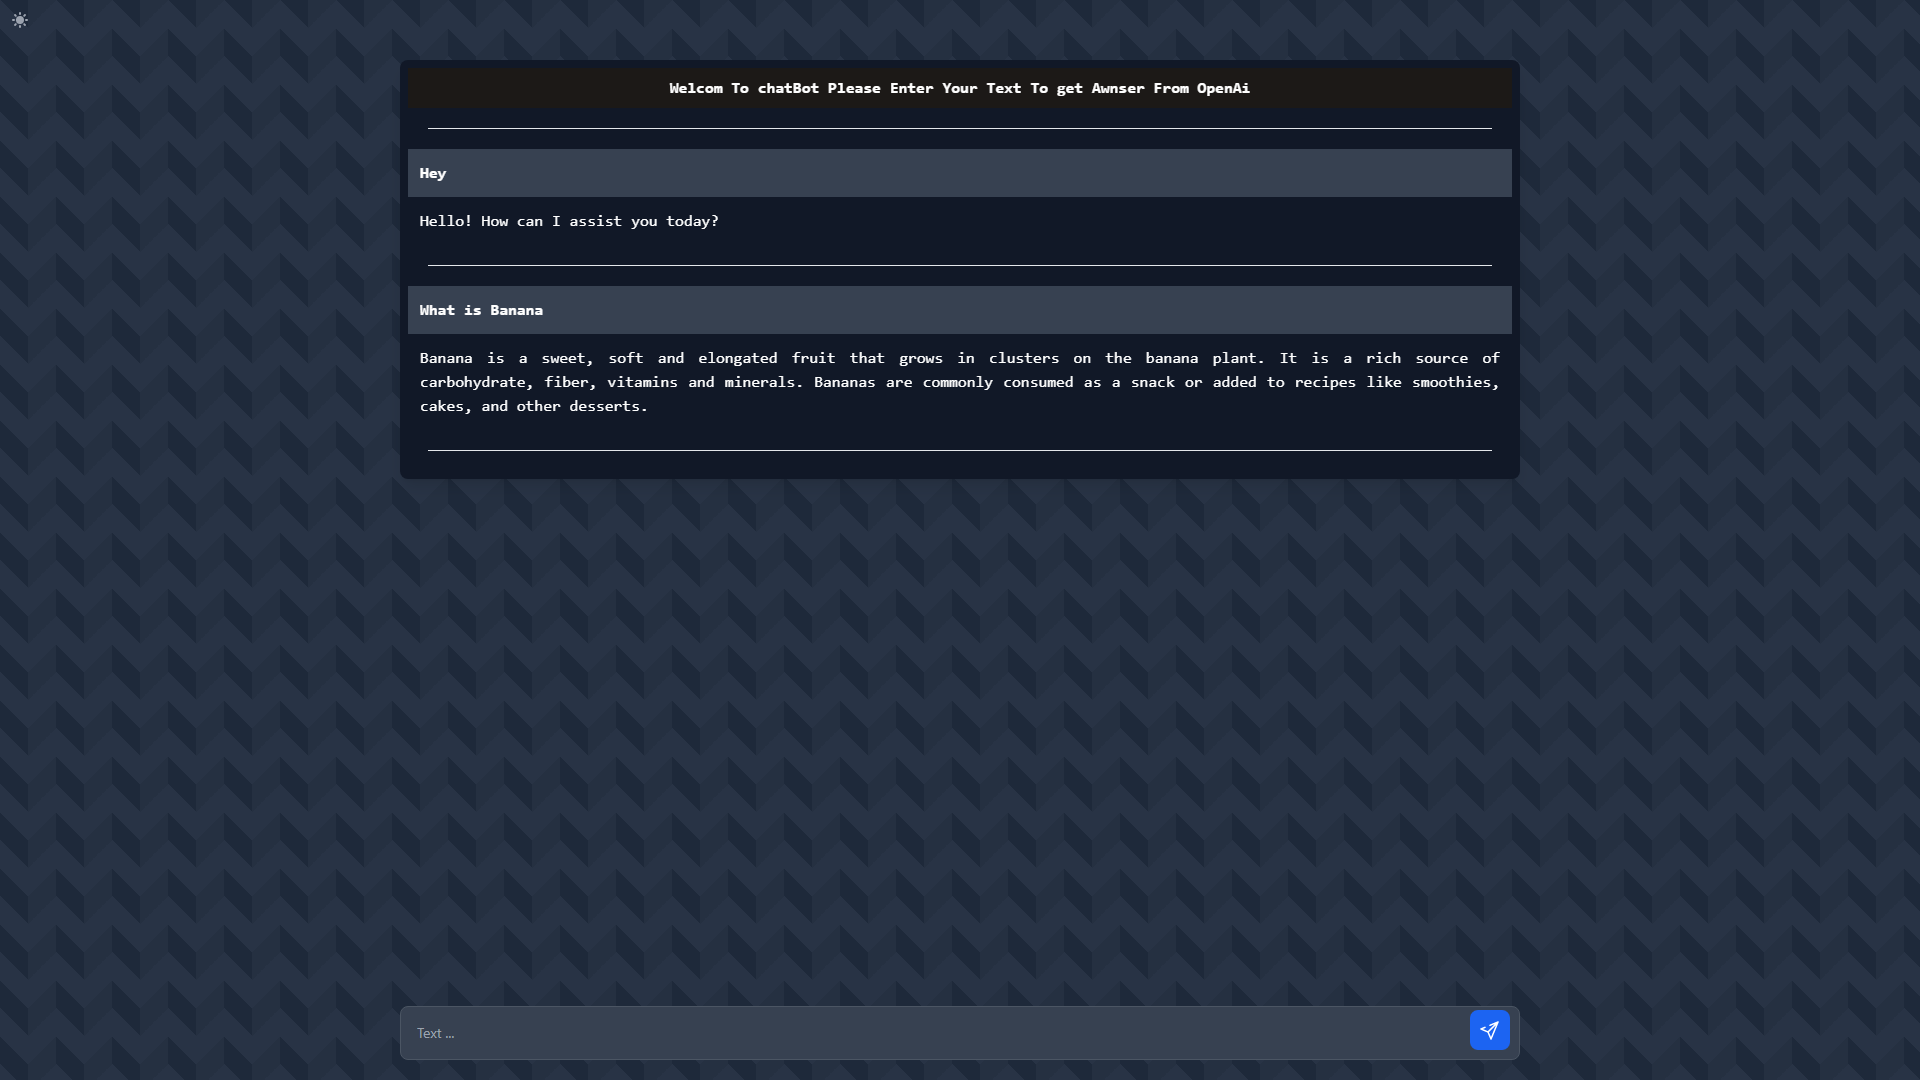 Welcom To chatBot Please Enter Your Text To get Awnser From OpenAi
Hey
Hello! How can I assist you today?
What is Banana
Banana is a sweet, soft and elongated fruit that grows in clusters on the banana plant. It is a rich source of
carbohydrate, fiber, vitamins and minerals. Bananas are commonly consumed as a snack or added to recipes like smoothies,
cakes, and other desserts.
Text ...